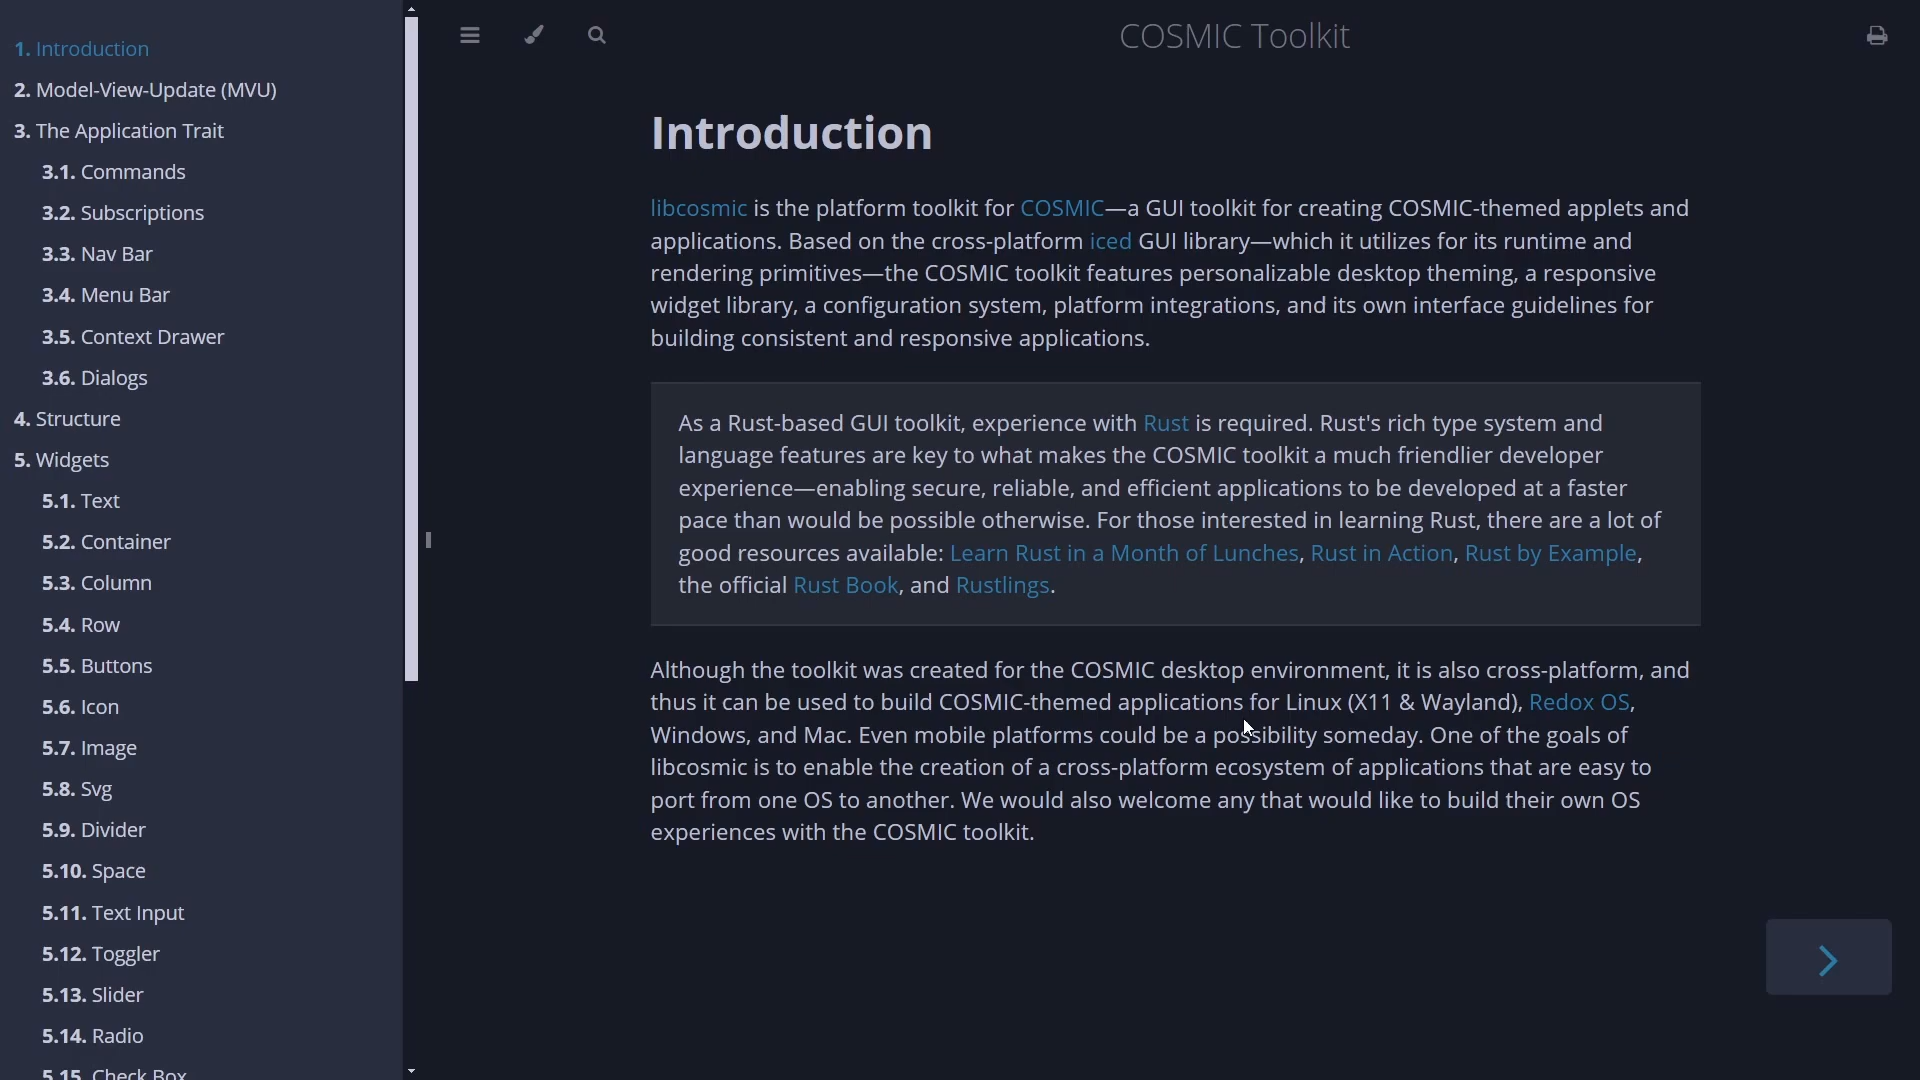 1. Introduction
2. Model-View-Update (MVU)
3. The Application Trait
3.1. Commands
3.2. Subscriptions
3.3. Nav Bar
3.4. Menu Bar
3.5. Context Drawer
3.6. Dialogs
4. Structure
5. Widgets
5.1. Text
5.2. Container
5.3. Column
5.4. Row
5.5. Buttons
5.6. Icon
5.7. Image
5.8. Svg
5.9. Divider
5.10. Space
5.11. Text Input
5.12. Toggler
5.13. Slider
5.14. Radio
5.15. Check Box
COSMIC Toolkit
Introduction
libcosmic is the platform toolkit for COSMIC—a GUI toolkit for creating COSMIC-themed applets and
applications. Based on the cross-platform iced GUI library—which it utilizes for its runtime and
rendering primitives—the COSMIC toolkit features personalizable desktop theming, a responsive
widget library, a configuration system, platform integrations, and its own interface guidelines for
building consistent and responsive applications.
As a Rust-based GUI toolkit, experience with Rust is required. Rust's rich type system and
language features are key to what makes the COSMIC toolkit a much friendlier developer
experience—enabling secure, reliable, and efficient applications to be developed at a faster
pace than would be possible otherwise. For those interested in learning Rust, there are a lot of
good resources available: Learn Rust in a Month of Lunches, Rust in Action, Rust by Example,
the official Rust Book, and Rustlings.
Although the toolkit was created for the COSMIC desktop environment, it is also cross-platform, and
thus it can be used to build COSMIC-themed applications for Linux (X11 & Wayland), Redox OS,
Windows, and Mac. Even mobile platforms could be a possibility someday. One of the goals of
libcosmic is to enable the creation of a cross-platform ecosystem of applications that are easy to
port from one OS to another. We would also welcome any that would like to build their own OS
experiences with the COSMIC toolkit.